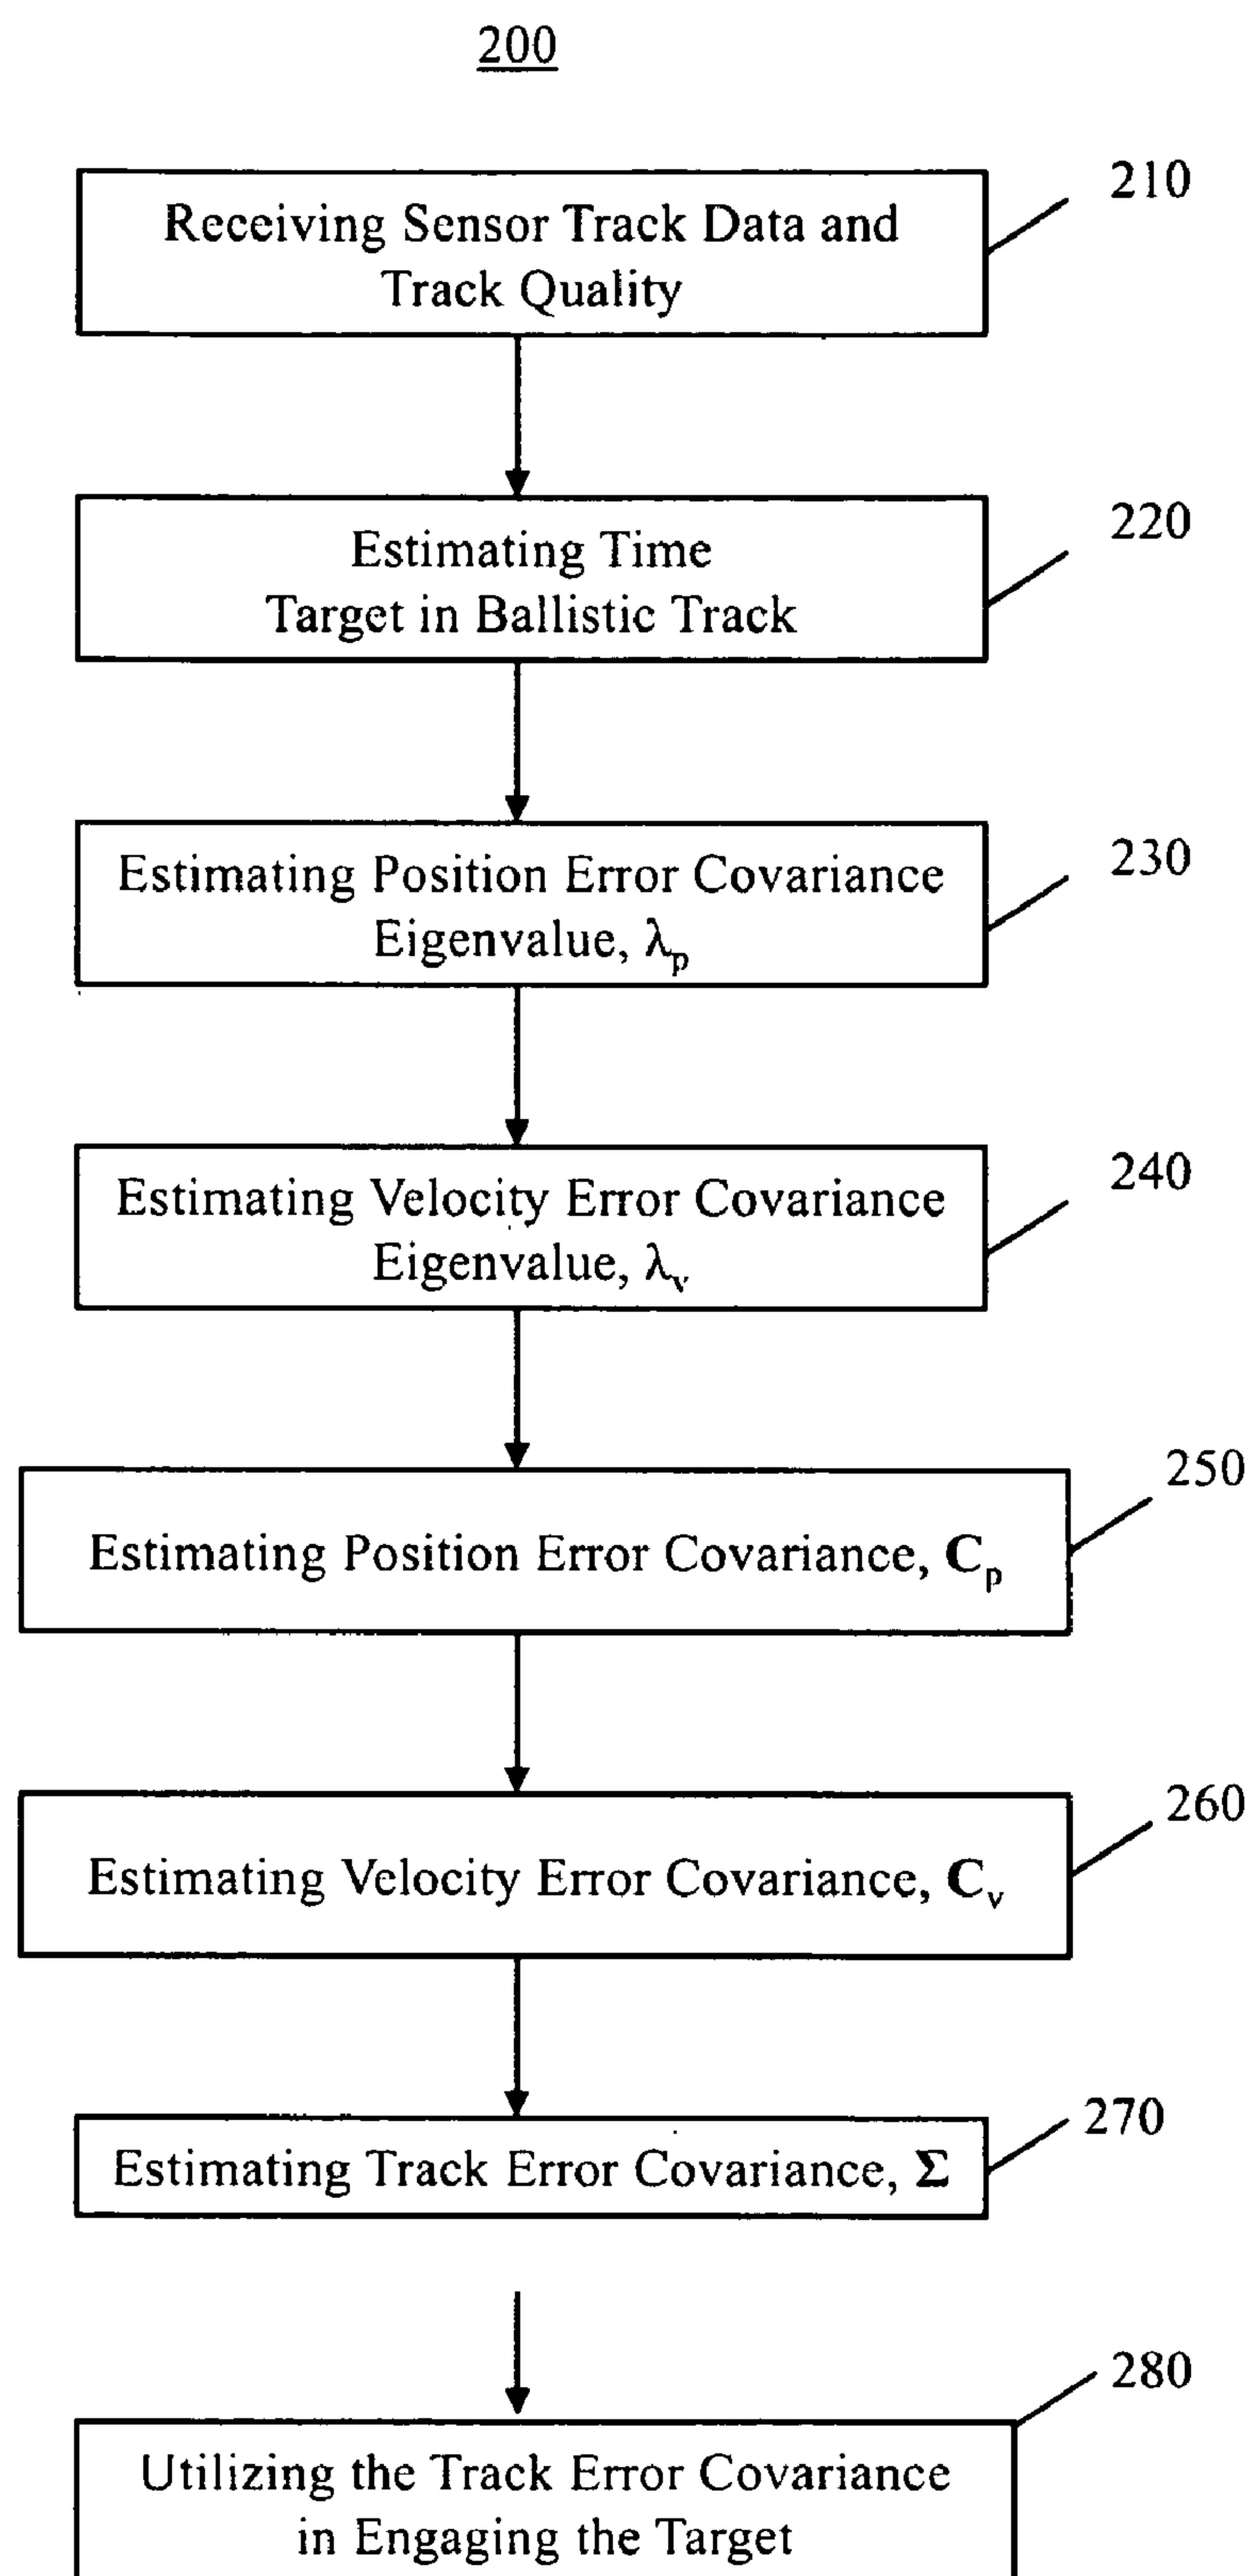 200
210
Receiving Sensor Track Data and
Track Quality
220
Estimating Time
Target in Ballistic Track
230
Estimating Position Error Covariance
Eigenvalue, λp
240
Estimating Velocity Error Covariance
Eigenvalue, λv
250
Estimating Position Error Covariance, Cp
260
Estimating Velocity Error Covariance, Cv
270
Estimating Track Error Covariance, Σ
280
Utilizing the Track Error Covariance
in Engaging the Target